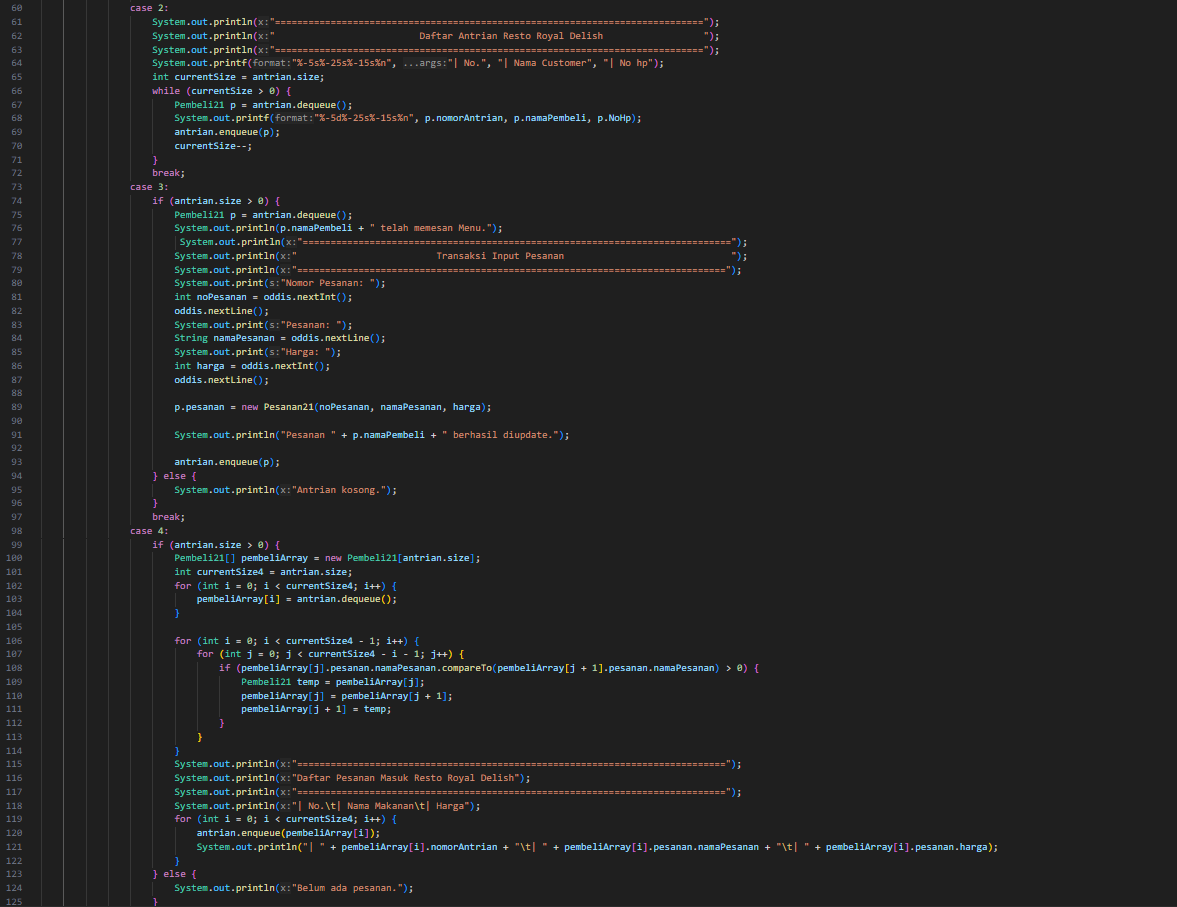 60 case 2:
61 System.out.println(x:"=============================================================================");
62 System.out.println(x:"                          Daftar Antrian Resto Royal Delish                  ");
63 System.out.println(x:"=============================================================================");
64 System.out.printf(format:"%-5s%-25s%-15s%n", ...args:"| No.", "| Nama Customer", "| No hp");
65 int currentSize = antrian.size;
66 while (currentSize > 0) {
67 Pembeli21 p = antrian.dequeue();
68 System.out.printf(format:"%-5d%-25s%-15s%n", p.nomorAntrian, p.namaPembeli, p.NoHp);
69 antrian.enqueue(p);
70 currentSize--;
71 }
72 break;
73 case 3:
74 if (antrian.size > 0) {
75 Pembeli21 p = antrian.dequeue();
76 System.out.println(p.namaPembeli + " telah memesan Menu.");
77 System.out.println(x:"=============================================================================");
78 System.out.println(x:"                         Transaksi Input Pesanan                              ");
79 System.out.println(x:"=============================================================================");
80 System.out.print(s:"Nomor Pesanan: ");
81 int noPesanan = oddis.nextInt();
82 oddis.nextLine();
83 System.out.print(s:"Pesanan: ");
84 String namaPesanan = oddis.nextLine();
85 System.out.print(s:"Harga: ");
86 int harga = oddis.nextInt();
87 oddis.nextLine();
88
89 p.pesanan = new Pesanan21(noPesanan, namaPesanan, harga);
90
91 System.out.println("Pesanan " + p.namaPembeli + " berhasil diupdate.");
92
93 antrian.enqueue(p);
94 } else {
95 System.out.println(x:"Antrian kosong.");
96 }
97 break;
98 case 4:
99 if (antrian.size > 0) {
100 Pembeli21[] pembeliArray = new Pembeli21[antrian.size];
101 int currentSize4 = antrian.size;
102 for (int i = 0; i < currentSize4; i++) {
103 pembeliArray[i] = antrian.dequeue();
104 }
105
106 for (int i = 0; i < currentSize4 - 1; i++) {
107 for (int j = 0; j < currentSize4 - i - 1; j++) {
108 if (pembeliArray[j].pesanan.namaPesanan.compareTo(pembeliArray[j + 1].pesanan.namaPesanan) > 0) {
109 Pembeli21 temp = pembeliArray[j];
110 pembeliArray[j] = pembeliArray[j + 1];
111 pembeliArray[j + 1] = temp;
112 }
113 }
114 }
115 System.out.println(x:"=============================================================================");
116 System.out.println(x:"Daftar Pesanan Masuk Resto Royal Delish");
117 System.out.println(x:"=============================================================================");
118 System.out.println(x:"| No.\t| Nama Makanan\t| Harga");
119 for (int i = 0; i < currentSize4; i++) {
120 antrian.enqueue(pembeliArray[i]);
121 System.out.println("| " + pembeliArray[i].nomorAntrian + "\t| " + pembeliArray[i].pesanan.namaPesanan + "\t| " + pembeliArray[i].pesanan.harga);
122 }
123 } else {
124 System.out.println(x:"Belum ada pesanan.");
125 }